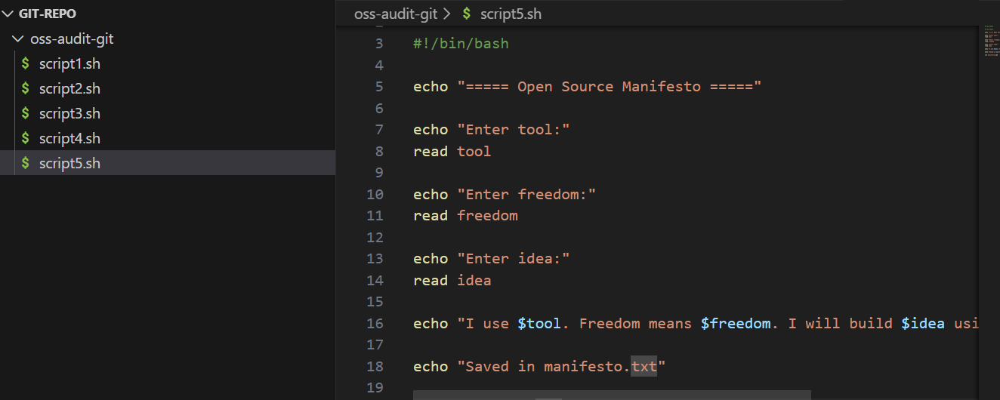 GIT-REPO
oss-audit-git
$ script1.sh
$ script2.sh
$ script3.sh
$ script4.sh
$ script5.sh
oss-audit-git > $ script5.sh
3 #!/bin/bash
4
5 echo "===== Open Source Manifesto ====="
6
7 echo "Enter tool:"
8 read tool
9
10 echo "Enter freedom:"
11 read freedom
12
13 echo "Enter idea:"
14 read idea
15
16 echo "I use $tool. Freedom means $freedom. I will build $idea usi
17
18 echo "Saved in manifesto.txt"
19